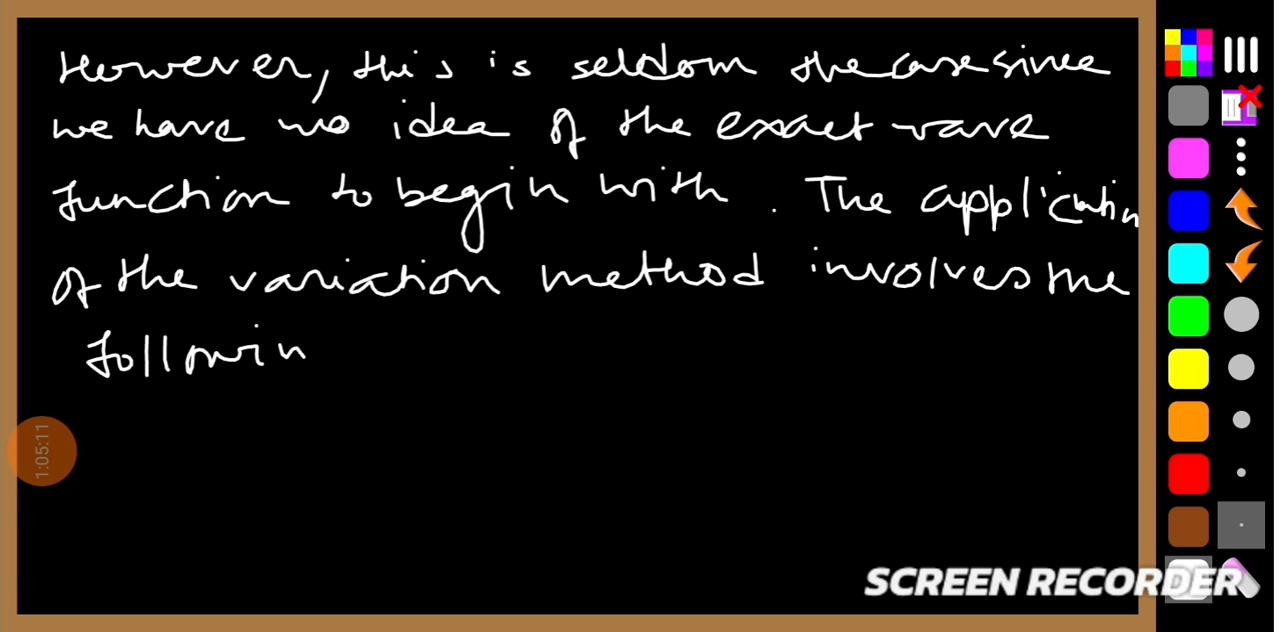 However, this is seldom the case since
we have no idea of the exact wave
function to begin with. The application
of the variation method involves the
followin
1:05:11
SCREEN RECORDER